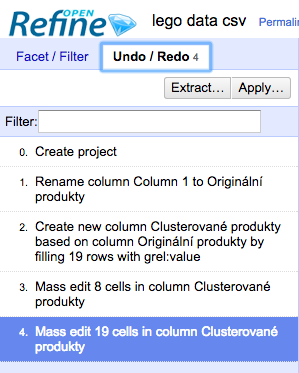 OPEN
Refine lego data csv Permalin
Facet / Filter Undo / Redo 4
Extract... Apply...
Filter:
0. Create project
1. Rename column Column 1 to Originální
produkty
2. Create new column Clusterované produkty
based on column Originální produkty by
filling 19 rows with grel:value
3. Mass edit 8 cells in column Clusterované
produkty
4. Mass edit 19 cells in column Clusterované
produkty